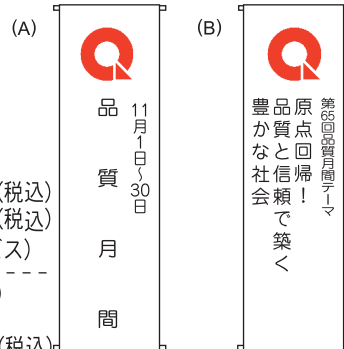 (A)
11月1日〜30日
品質月間
(B)
第65回品質月間テーマ
原点回帰!
品質と信頼で築く
豊かな社会
(税込)
(税込)
ビス)
)
(税込)